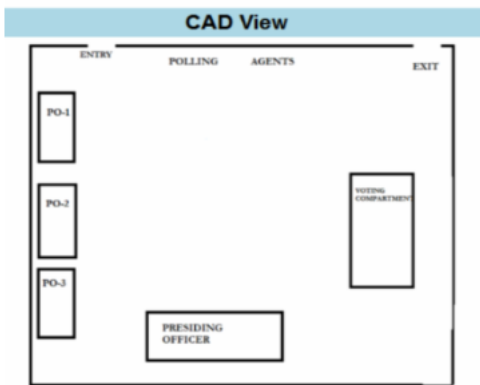 CAD View
ENTRY
POLLING AGENTS
EXIT
PO-1
PO-2
VOTING
COMPARTMENT
PO-3
PRESIDING
OFFICER